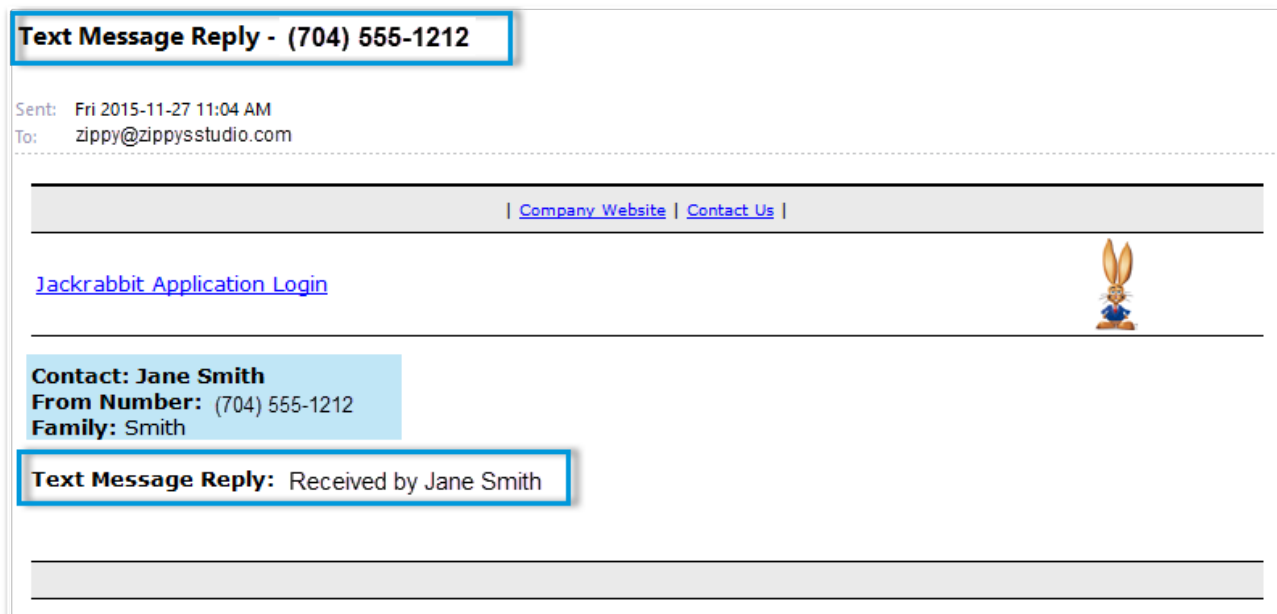 Text Message Reply - (704) 555-1212
Sent: Fri 2015-11-27 11:04 AM
To: zippy@zippysstudio.com
| Company Website | Contact Us |
Jackrabbit Application Login
Contact: Jane Smith
From Number: (704) 555-1212
Family: Smith
Text Message Reply: Received by Jane Smith